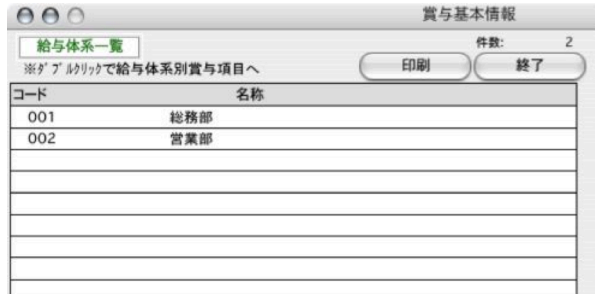 賞与基本情報
給与体系一覧
件数: 2
※ﾀﾞﾌﾞﾙｸﾘｯｸで給与体系別賞与項目へ
印刷 終了
コード 名称
001 総務部
002 営業部